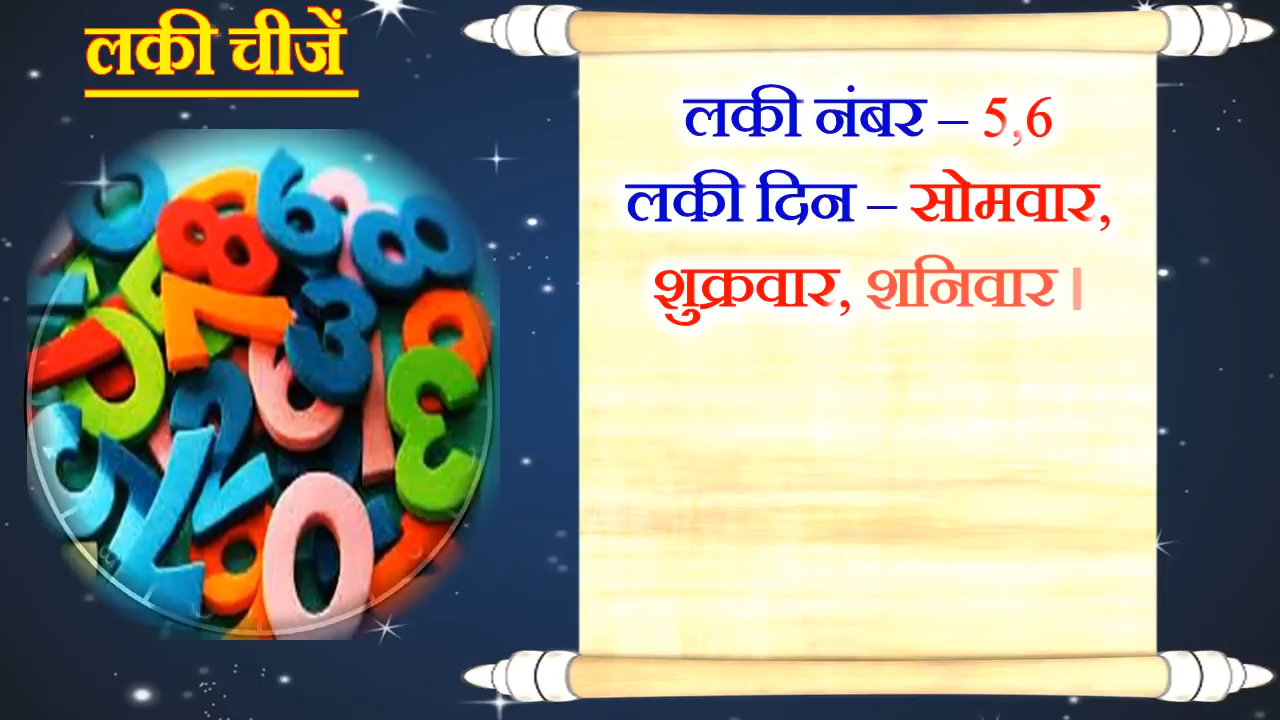 लकी चीजें
लकी नंबर – 5,6
लकी दिन – सोमवार,
शुक्रवार, शनिवार।